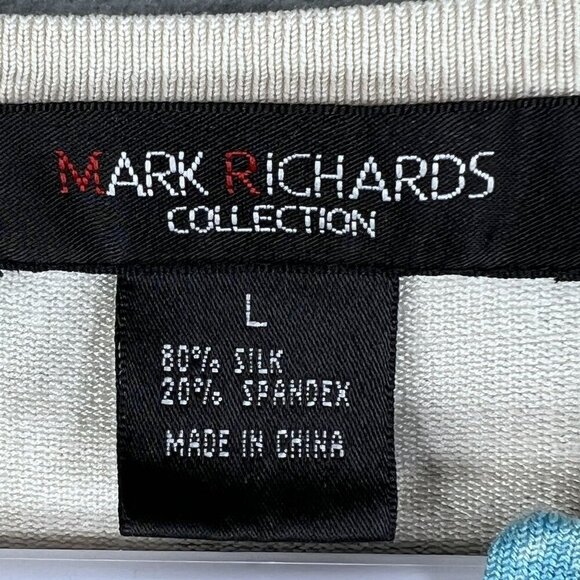 MARK RICHARDS
COLLECTION
L
80% SILK
20% SPANDEX
MADE IN CHINA